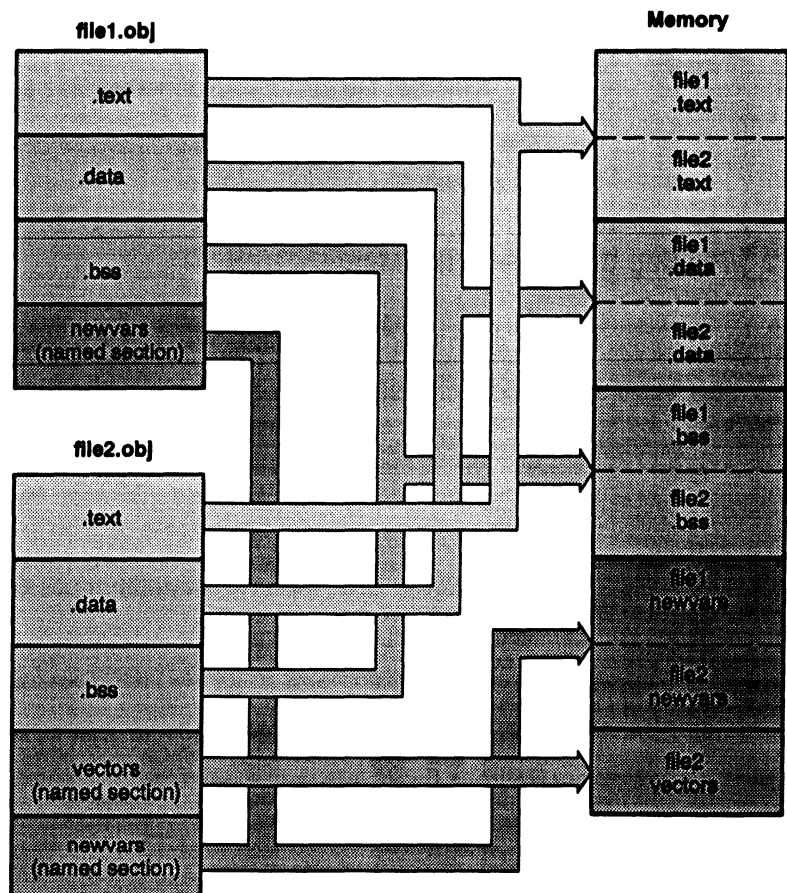 file1.obj
.text
.data
.bss
newvars
(named section)
file2.obj
.text
.data
.bss
vectors
(named section)
newvars
(named section)
Memory
file1
.text
file2
.text
file1
.data
file2
.data
file1
.bss
file2
.bss
file1
newvars
file2
newvars
file2
vectors